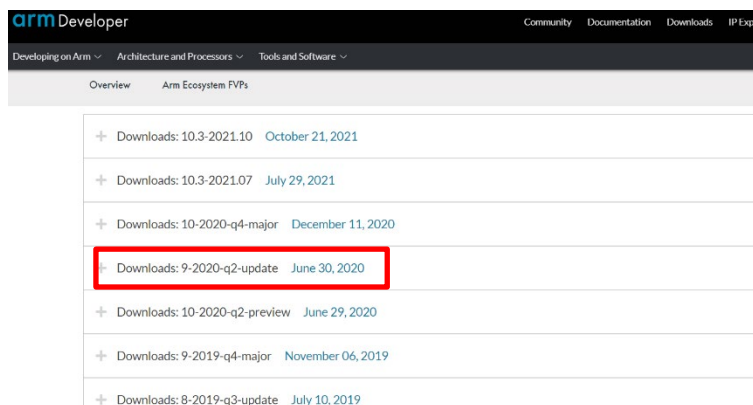 arm Developer
Community Documentation Downloads IP Exp
Developing on Arm Architecture and Processors Tools and Software
Overview Arm Ecosystem FVPs
Downloads: 10.3-2021.10 October 21, 2021
Downloads: 10.3-2021.07 July 29, 2021
Downloads: 10-2020-q4-major December 11, 2020
Downloads: 9-2020-q2-update June 30, 2020
Downloads: 10-2020-q2-preview June 29, 2020
Downloads: 9-2019-q4-major November 06, 2019
Downloads: 8-2019-q3-update July 10, 2019